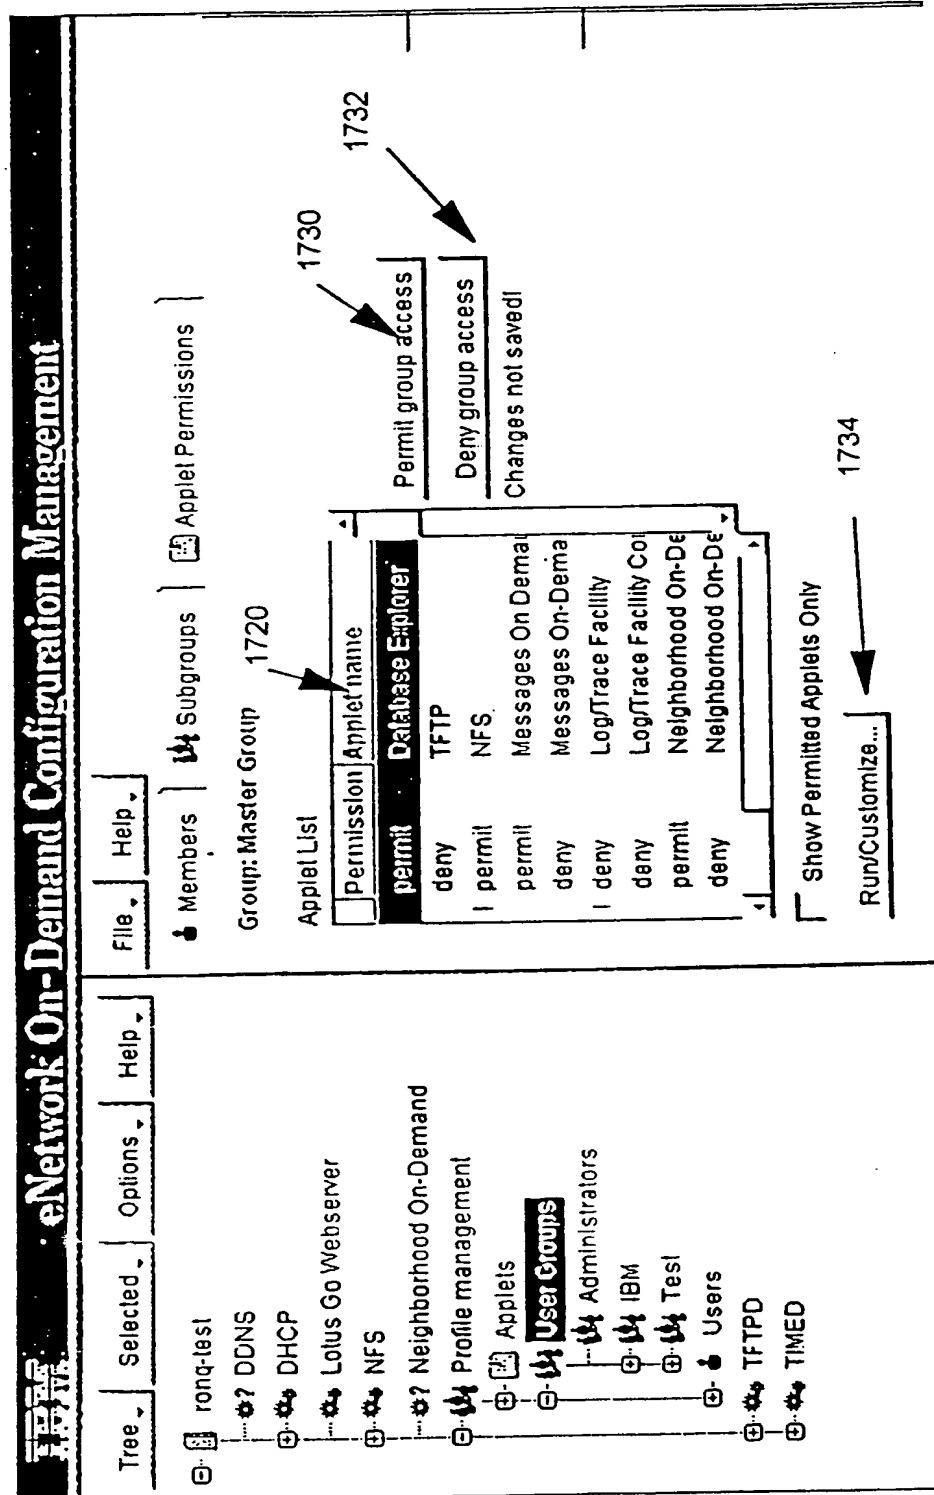 IBM eNetwork On-Demand Configuration Management
Tree Selected Options Help
ronq-test
? DDNS
DHCP
Lotus Go Webserver
NFS
? Neighborhood On-Demand
Profile management
Applets
User Groups
Administrators
IBM
Test
Users
TFTPD
TIMED
File Help
Members Subgroups Applet Permissions
Group: Master Group
1720
Applet List
Permission Applet name
permit Database Explorer
deny TFTP
permit NFS
permit Messages On Demau
deny Messages On-Dema
deny Log/Trace Facility
deny Log/Trace Facility Coi
permit Neighborhood On-De
deny Neighborhood On-De
1730
Permit group access
1732
Deny group access
Changes not saved!
Show Permitted Applets Only
Run/Customize...
1734